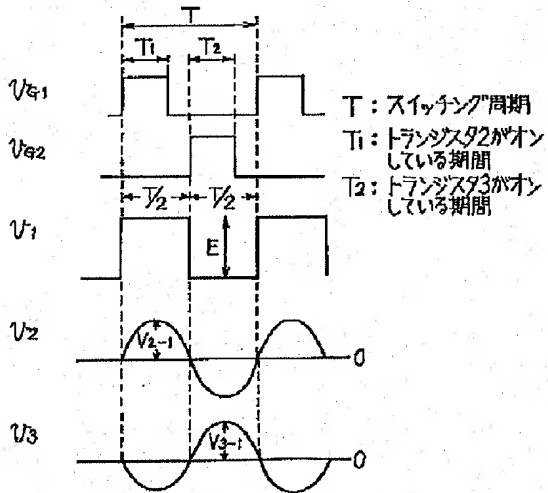 T
T1 T2
VG1
T : スイッチング周期
T1 : トランジスタ2がオン
している期間
VG2
T2 : トランジスタ3がオン
している期間
T/2 T/2
V1
E
V2
V2-1
0
V3
V3-1
0